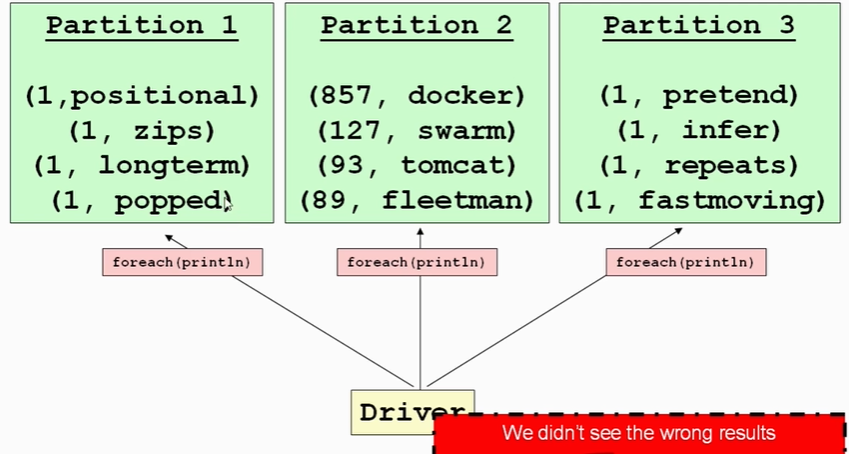 Partition 1
(1,positional)
(1, zips)
(1, longterm)
(1, popped)
Partition 2
(857, docker)
(127, swarm)
(93, tomcat)
(89, fleetman)
Partition 3
(1, pretend)
(1, infer)
(1, repeats)
(1, fastmoving)
foreach(println)
foreach(println)
foreach(println)
Driver
We didn't see the wrong results